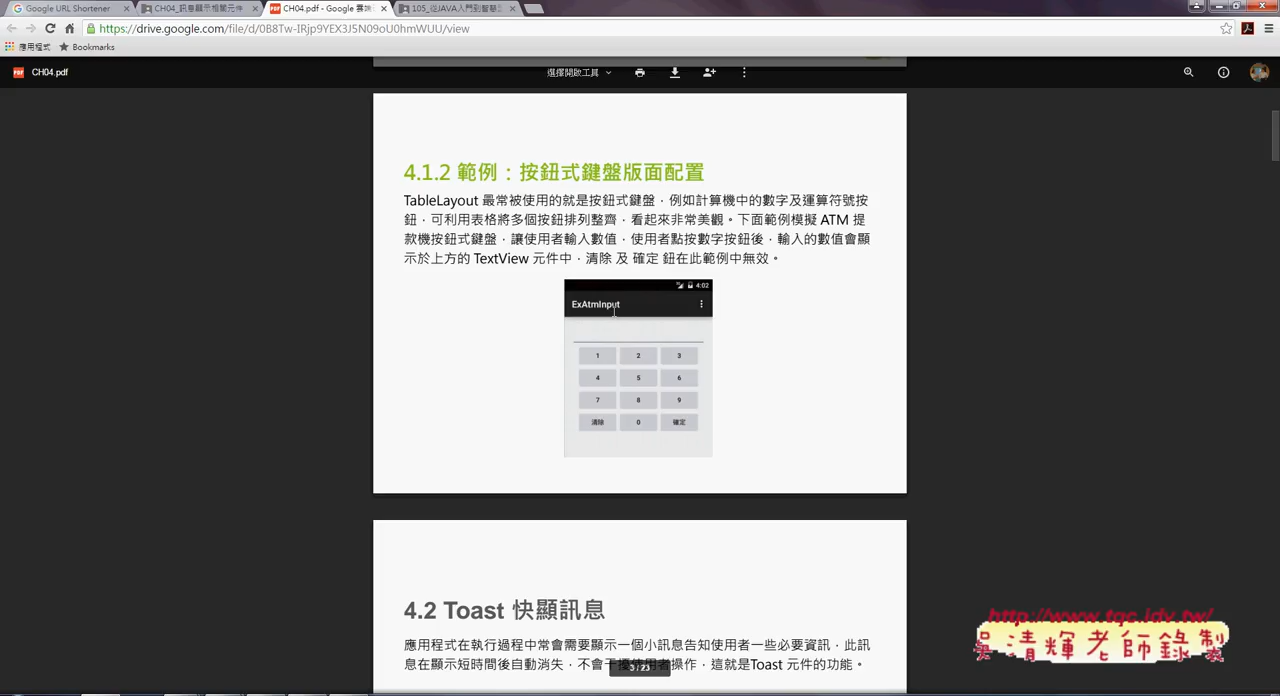 Google URL Shortener
CH04_訊息顯示相關元件
CH04.pdf - Google 雲端
105_從JAVA入門到智慧
https://drive.google.com/file/d/0B8Tw-IRjp9YEX3J5N09oU0hmWUU/view
應用程式
Bookmarks
PDF
CH04.pdf
選擇開啟工具
4.1.2 範例：按鈕式鍵盤版面配置
TableLayout 最常被使用的就是按鈕式鍵盤，例如計算機中的數字及運算符號按
鈕，可利用表格將多個按鈕排列整齊，看起來非常美觀。下面範例模擬 ATM 提
款機按鈕式鍵盤，讓使用者輸入數值，使用者點按數字按鈕後，輸入的數值會顯
示於上方的 TextView 元件中，清除 及 確定 鈕在此範例中無效。
4:02
ExAtmInput
1 2 3
4 5 6
7 8 9
清除 0 確定
4.2 Toast 快顯訊息
應用程式在執行過程中常會需要顯示一個小訊息告知使用者一些必要資訊，此訊
息在顯示短時間後自動消失，不會干擾使用者操作，這就是Toast 元件的功能。
3 / 23
http://www.tqc.idv.tw/
吳清輝老師錄製